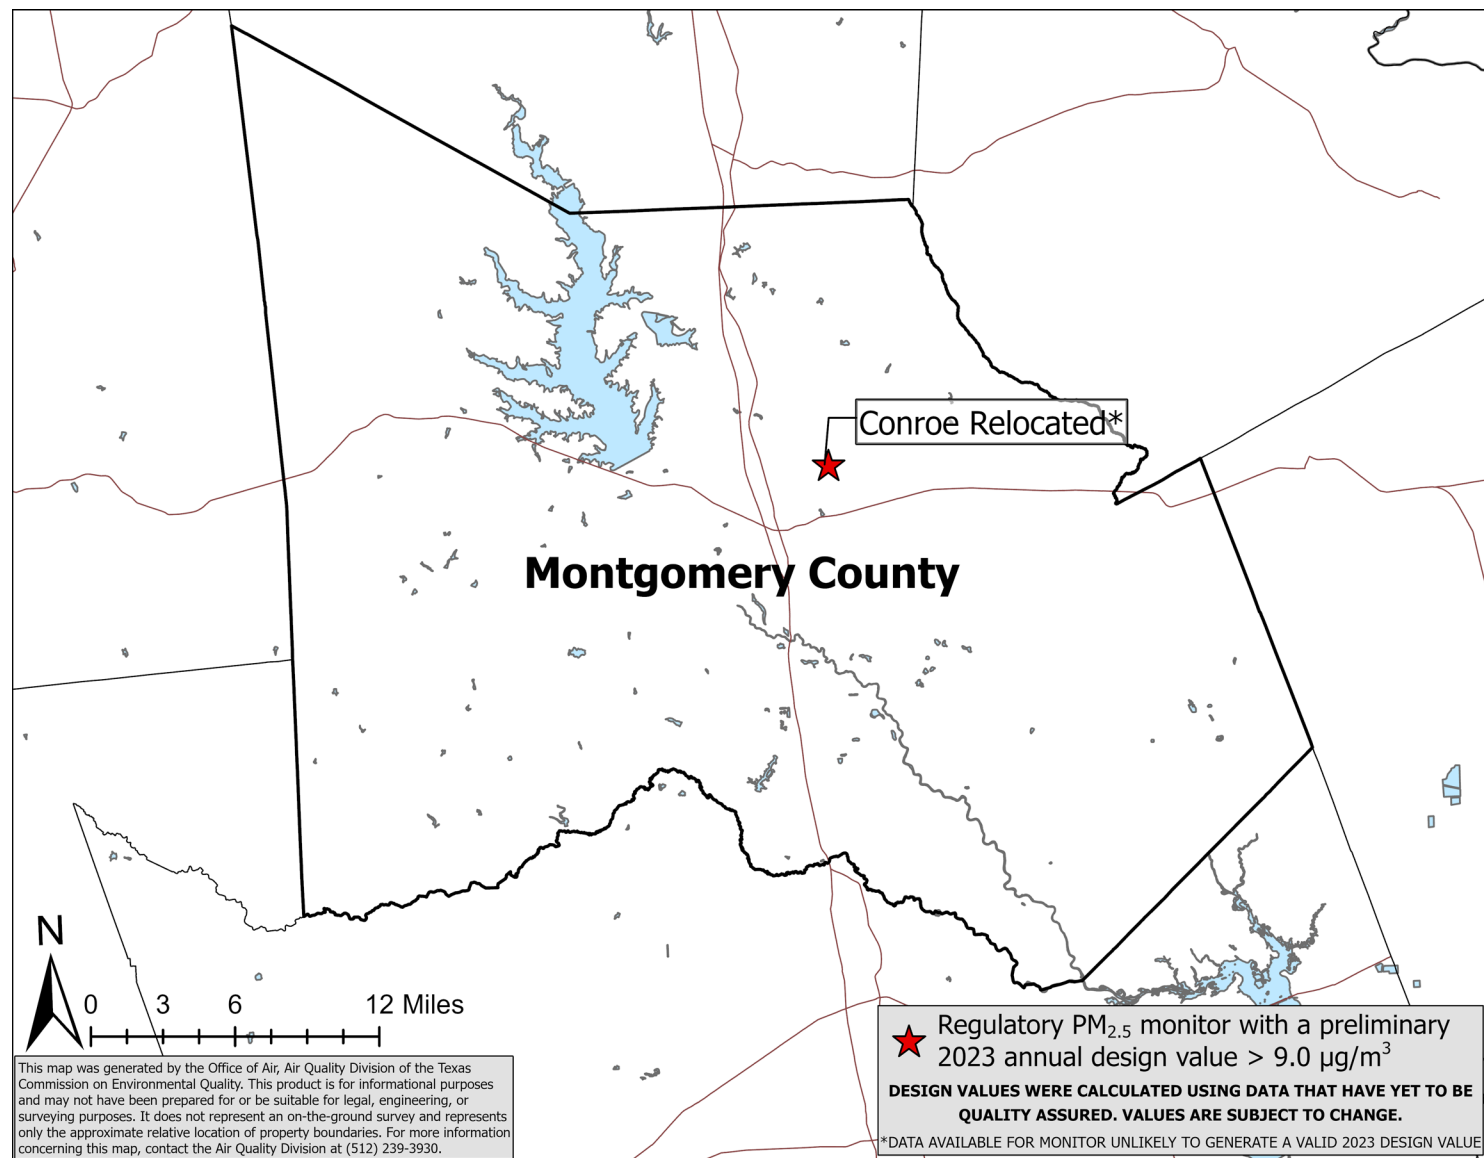 Conroe Relocated*
Montgomery County
N
0 3 6 12 Miles
This map was generated by the Office of Air, Air Quality Division of the Texas
Commission on Environmental Quality. This product is for informational purposes
and may not have been prepared for or be suitable for legal, engineering, or
surveying purposes. It does not represent an on-the-ground survey and represents
only the approximate relative location of property boundaries. For more information
concerning this map, contact the Air Quality Division at (512) 239-3930.
Regulatory PM2.5 monitor with a preliminary
2023 annual design value > 9.0 µg/m³
DESIGN VALUES WERE CALCULATED USING DATA THAT HAVE YET TO BE
QUALITY ASSURED. VALUES ARE SUBJECT TO CHANGE.
*DATA AVAILABLE FOR MONITOR UNLIKELY TO GENERATE A VALID 2023 DESIGN VALUE